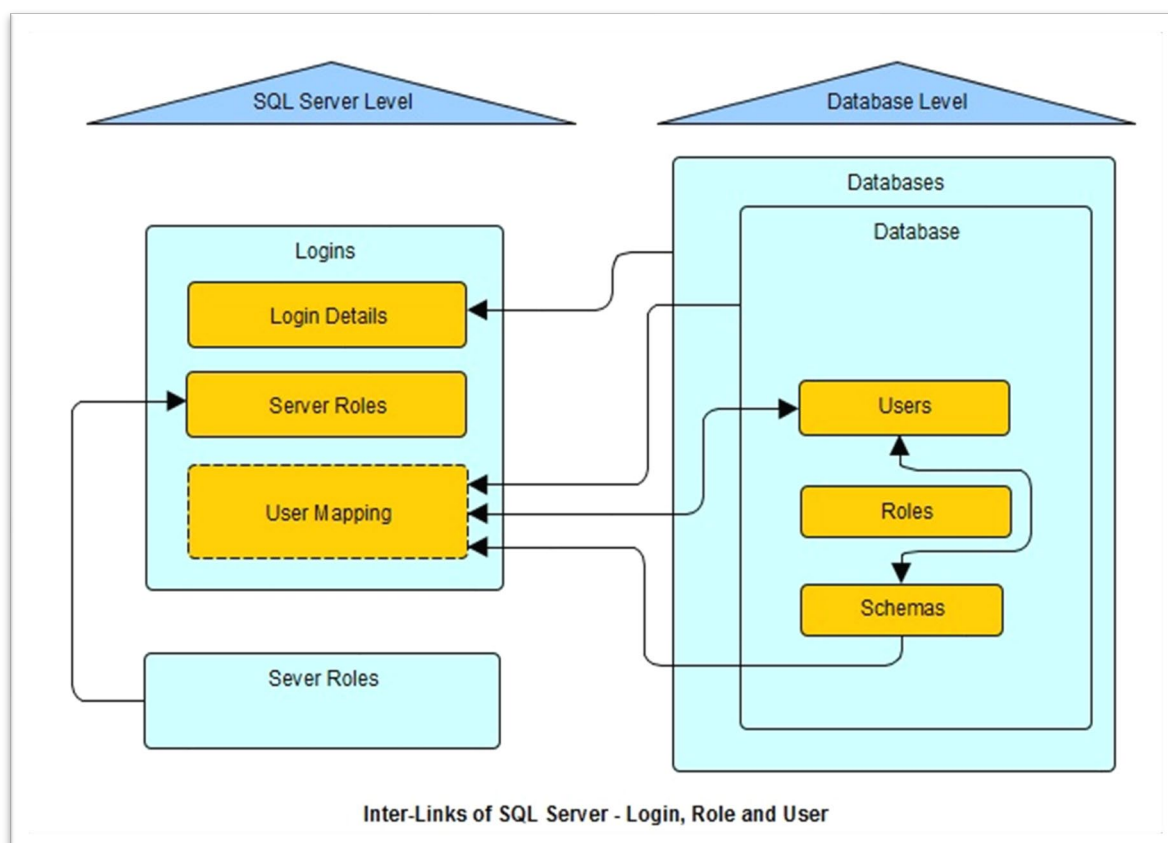 SQL Server Level
Database Level
Databases
Database
Logins
Login Details
Server Roles
User Mapping
Users
Roles
Schemas
Sever Roles
Inter-Links of SQL Server - Login, Role and User